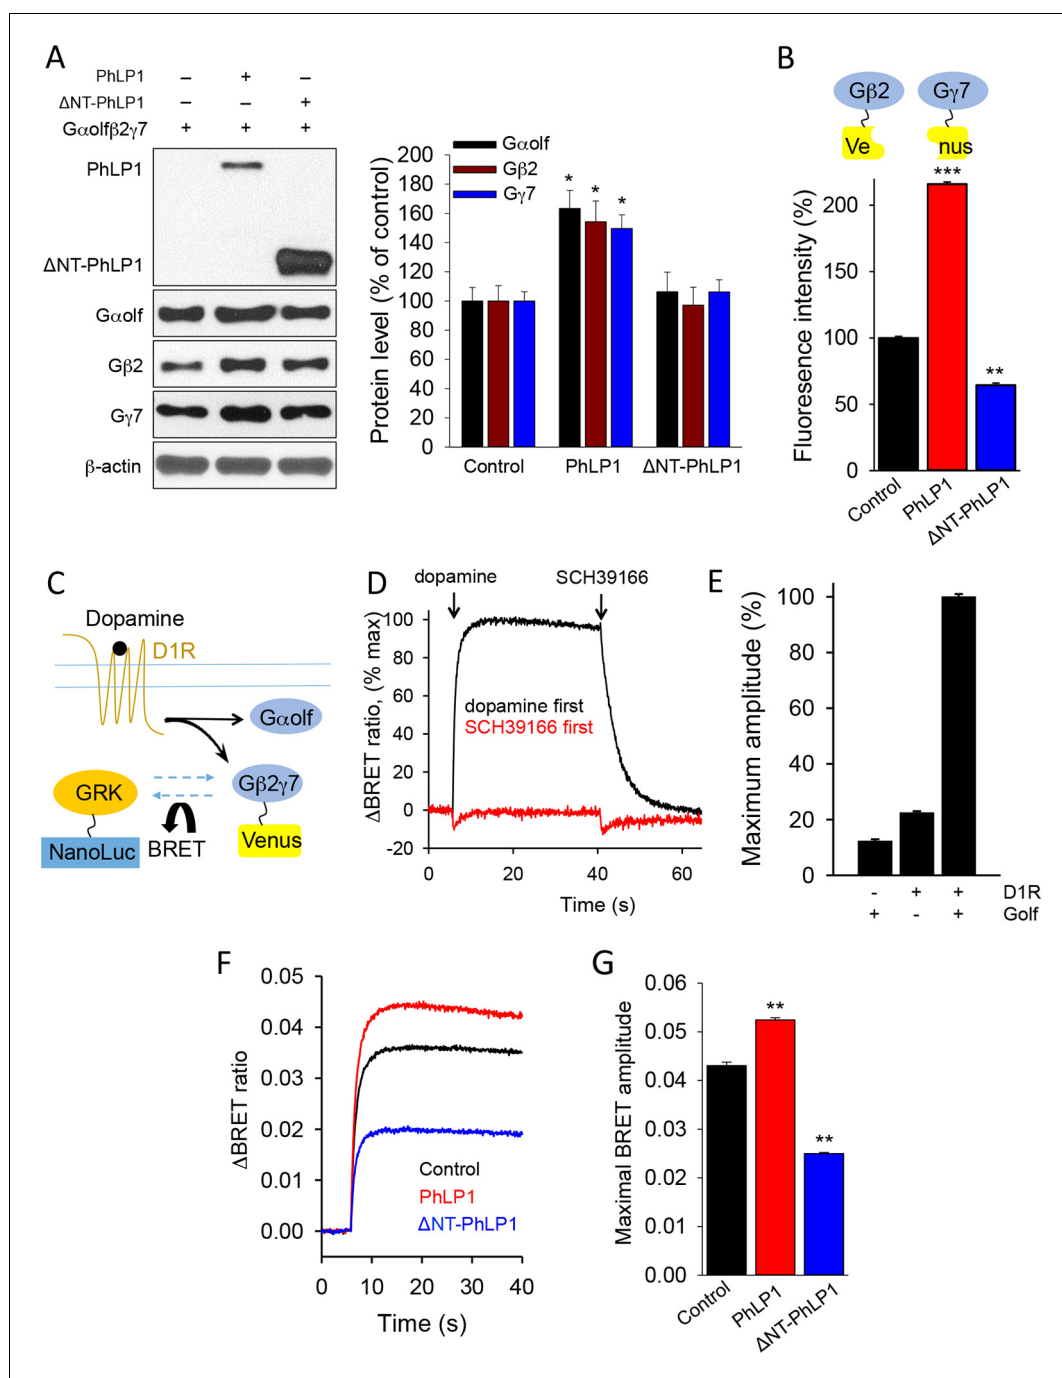 A
PhLP1 – + –
ΔNT-PhLP1 – – +
Gαolfβ2γ7 + + +
PhLP1
ΔNT-PhLP1
Gαolf
Gβ2
Gγ7
β-actin
Protein level (% of control)
200
180
160
140
120
100
80
60
40
20
0
Gαolf
Gβ2
Gγ7
* * *
Control PhLP1 ΔNT-PhLP1
B
Gβ2 Gγ7
Ve nus
Fluoresence intensity (%)
200
150
100
50
0
***
**
Control PhLP1 ΔNT-PhLP1
C
Dopamine
D1R
Gαolf
GRK
Gβ2γ7
NanoLuc
BRET
Venus
D
dopamine SCH39166
ΔBRET ratio, (% max)
100
80
60
40
20
0
-20
dopamine first
SCH39166 first
0 20 40 60
Time (s)
E
Maximum amplitude (%)
100
80
60
40
20
0
- + + D1R
+ - + Golf
F
ΔBRET ratio
0.05
0.04
0.03
0.02
0.01
0.00
Control
PhLP1
ΔNT-PhLP1
0 10 20 30 40
Time (s)
G
Maximal BRET amplitude
0.06
0.05
0.04
0.03
0.02
0.01
0.00
**
**
Control PhLP1 ΔNT-PhLP1